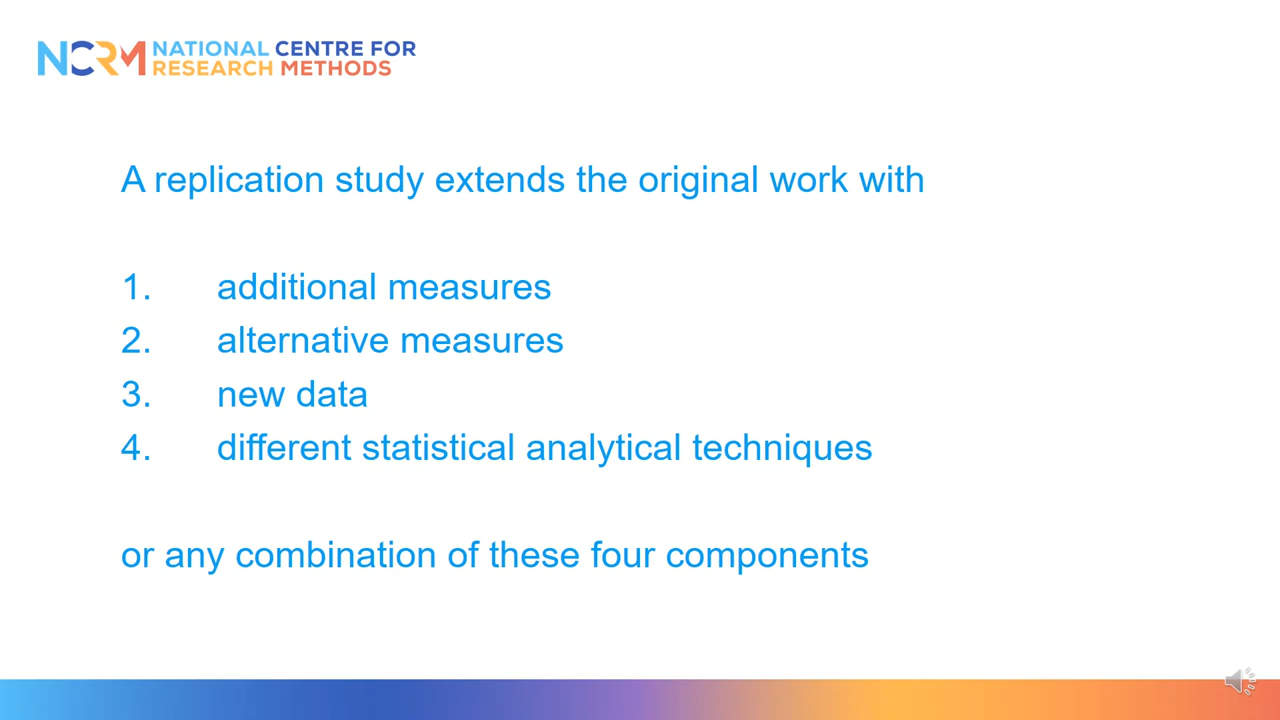 NCRM NATIONAL CENTRE FOR
RESEARCH METHODS
A replication study extends the original work with
1. additional measures
2. alternative measures
3. new data
4. different statistical analytical techniques
or any combination of these four components